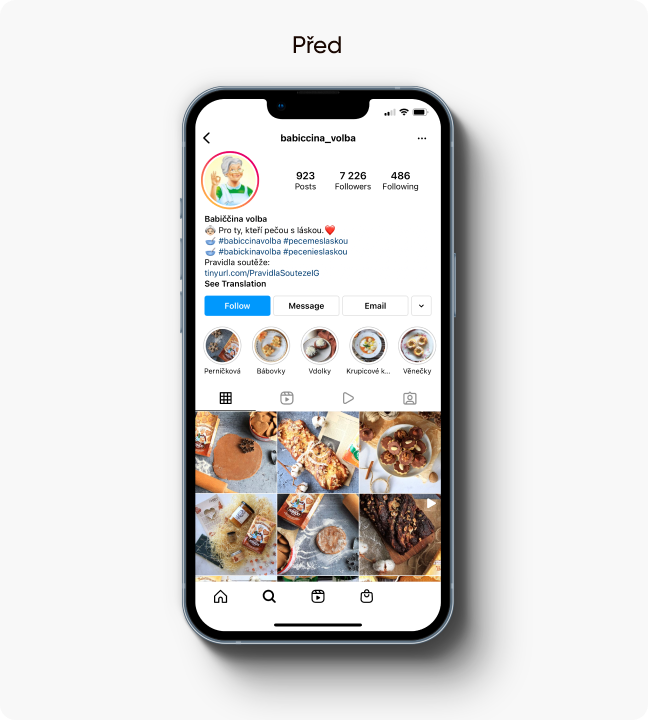 Před
babiccina_volba
923
Posts
7 226
Followers
486
Following
Babiččina volba
Pro ty, kteří pečou s láskou.
#babiccinavolba #pecemeslaskou
#babickinavolba #pecenieslaskou
Pravidla soutěže:
tinyurl.com/PravidlaSoutezeIG
See Translation
Follow
Message
Email
Perníčková
Bábovky
Vdolky
Krupicové k...
Věnečky